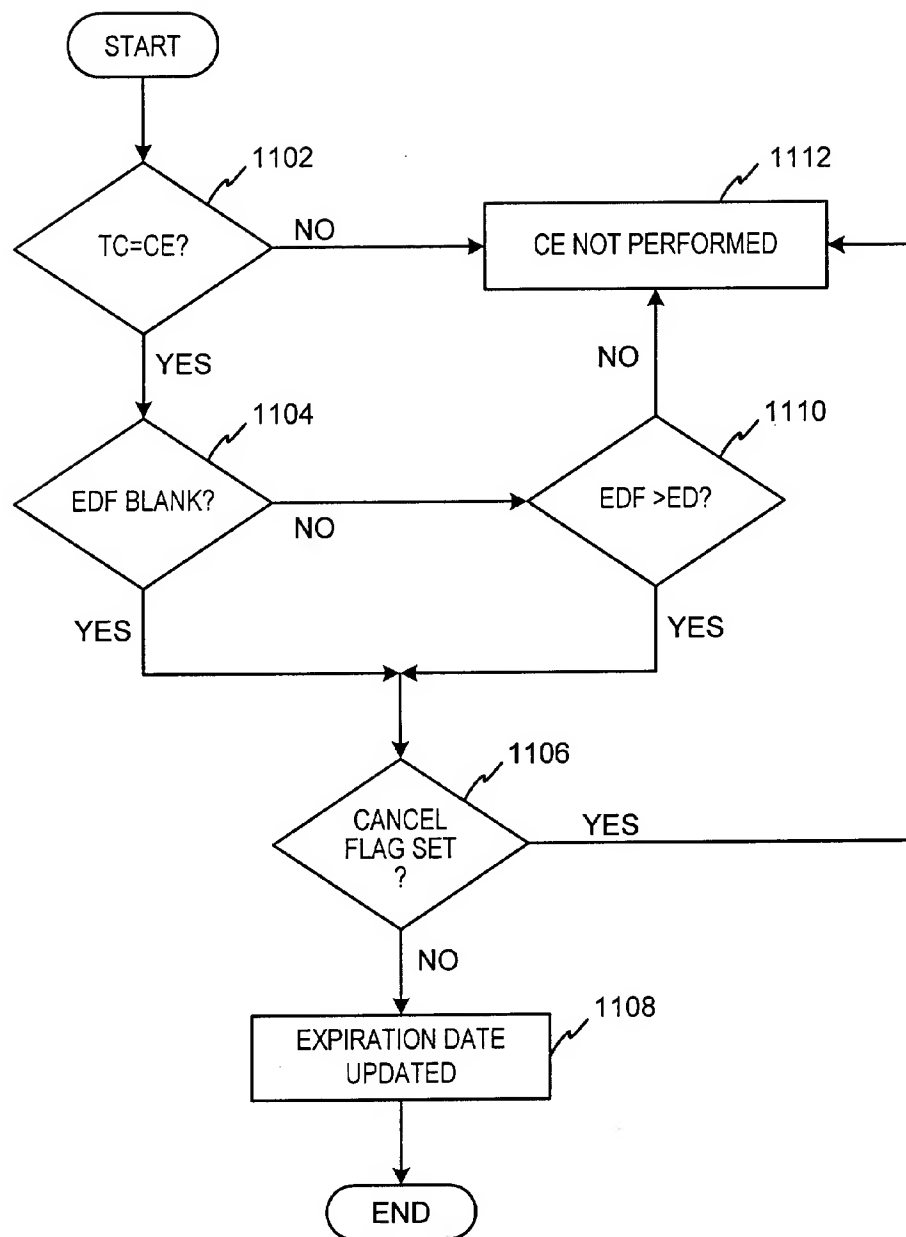 START
1102
TC=CE?
NO
1112
CE NOT PERFORMED
YES
NO
1104
EDF BLANK?
NO
1110
EDF >ED?
YES
YES
1106
CANCEL
FLAG SET
?
YES
NO
1108
EXPIRATION DATE
UPDATED
END